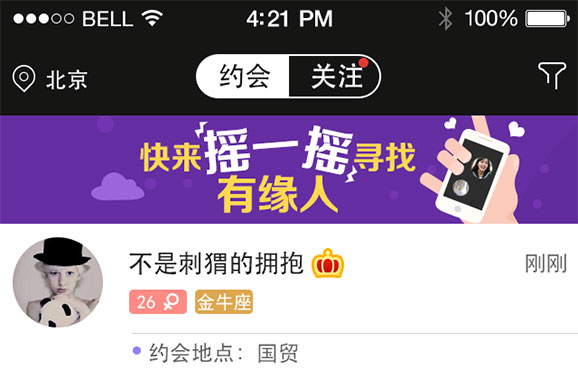 BELL 4:21 PM 100%
北京 约会 关注
快来摇一摇寻找
有缘人
不是刺猬的拥抱 刚刚
26 金牛座
约会地点：国贸